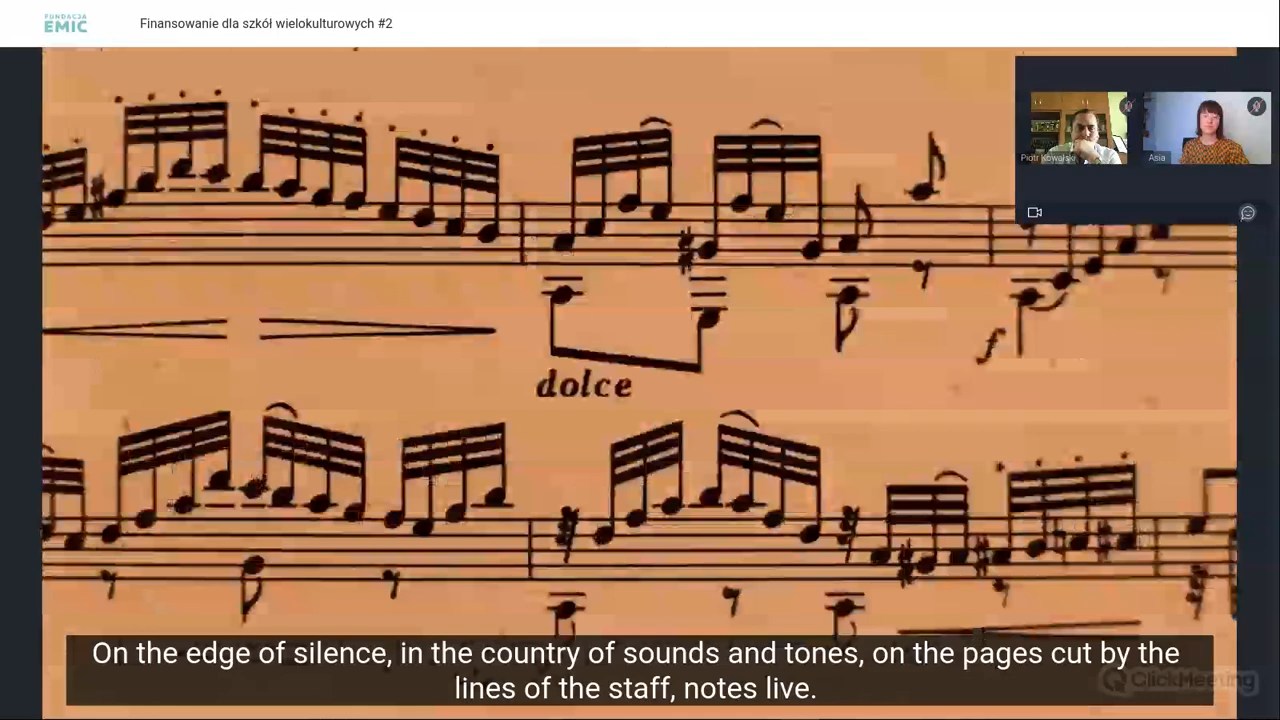 FUNDACJA
EMIC
Finansowanie dla szkół wielokulturowych #2
Piotr Kowalski
Asia
dolce
f
On the edge of silence, in the country of sounds and tones, on the pages cut by the
lines of the staff, notes live.
ClickMeeting